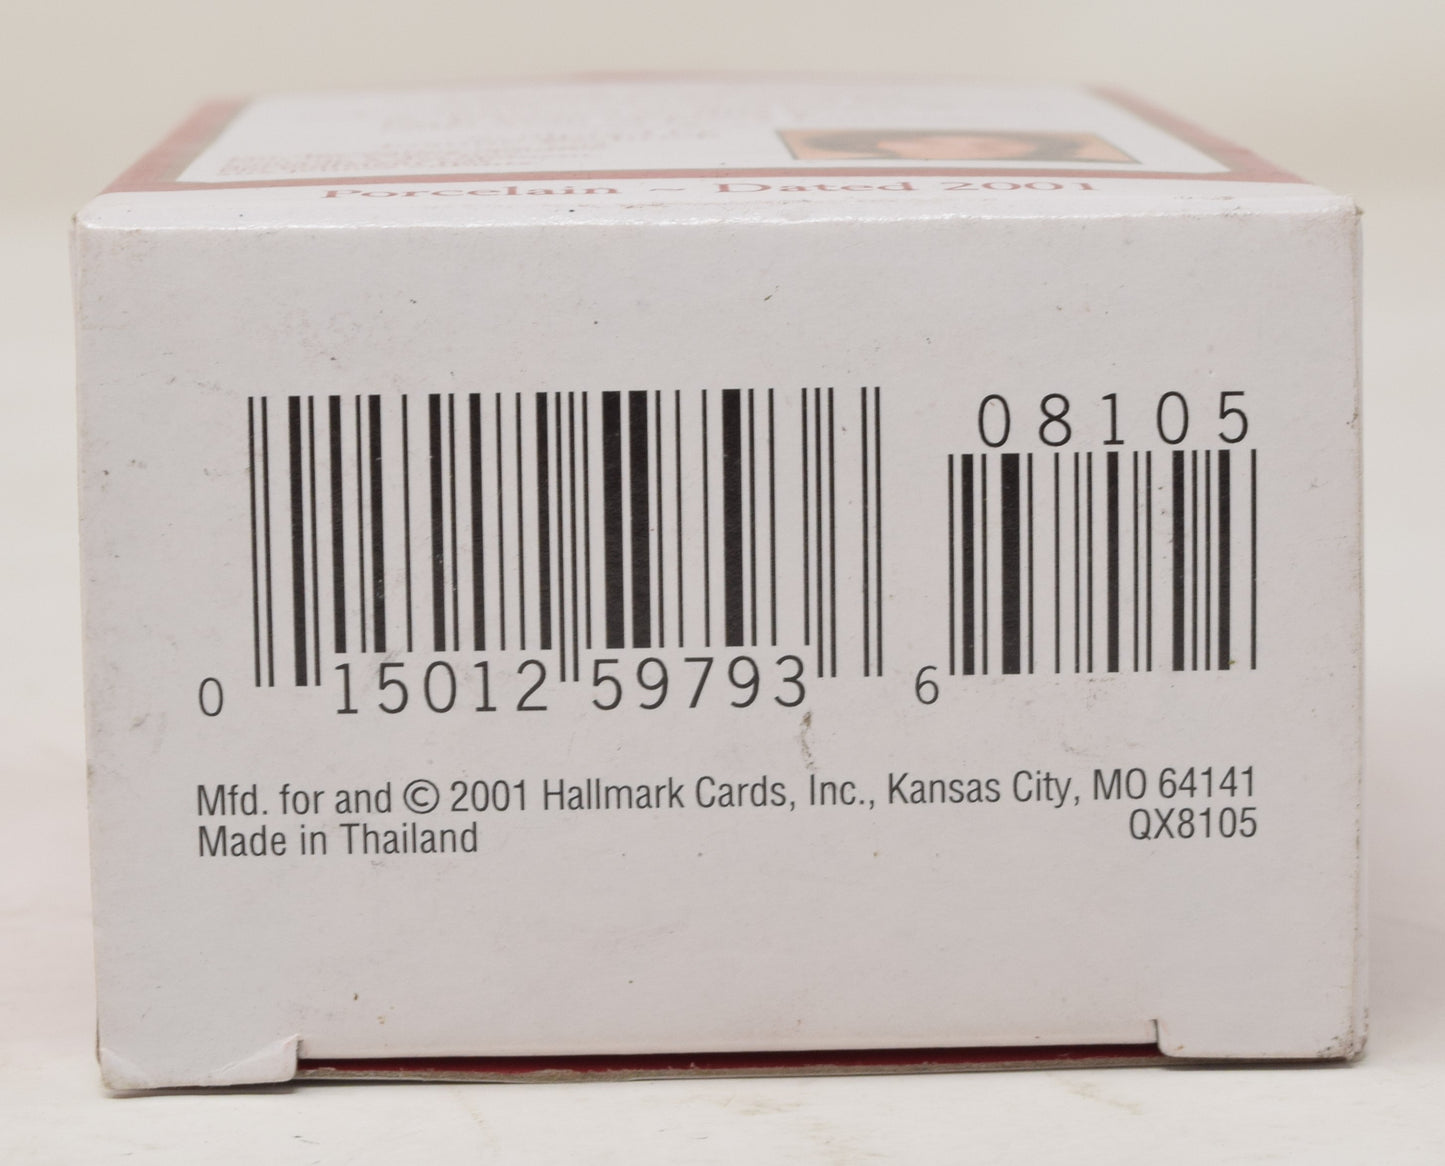 Porcelain ~ Dated 2001
08105
0 15012 59793 6
Mfd. for and © 2001 Hallmark Cards, Inc., Kansas City, MO 64141
Made in Thailand
QX8105